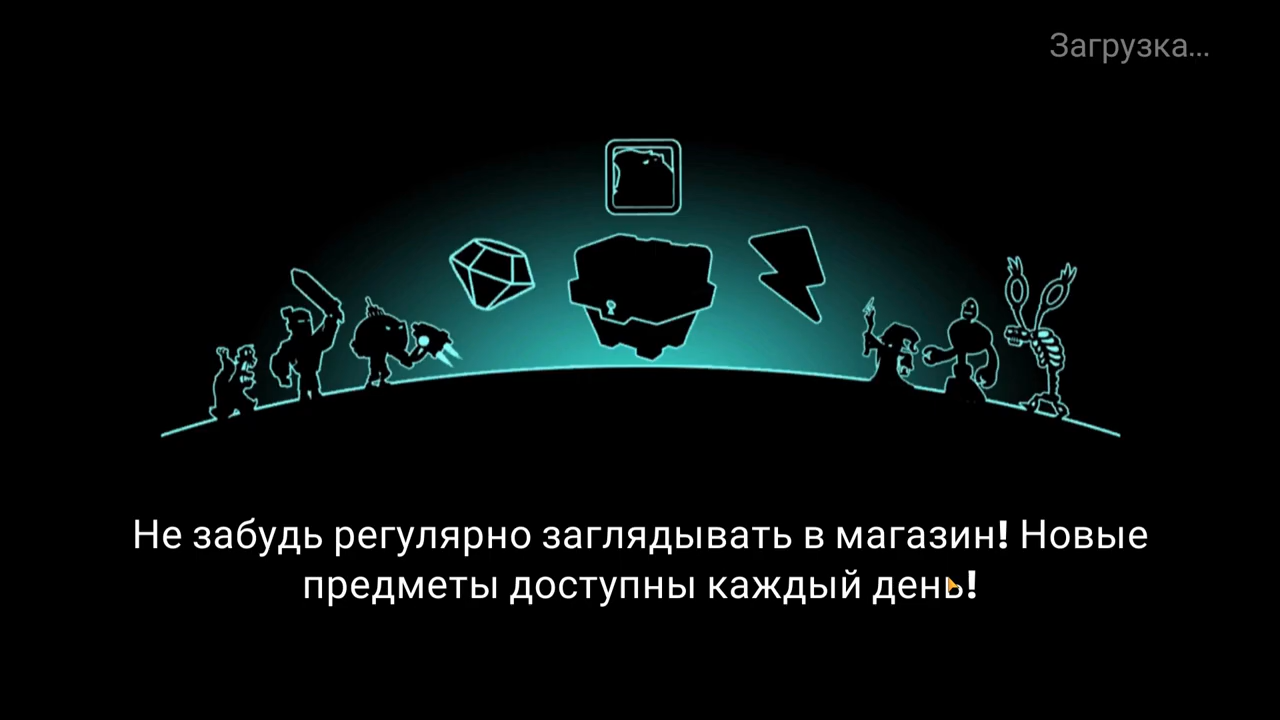 Загрузка...
Не забудь регулярно заглядывать в магазин! Новые
предметы доступны каждый день!